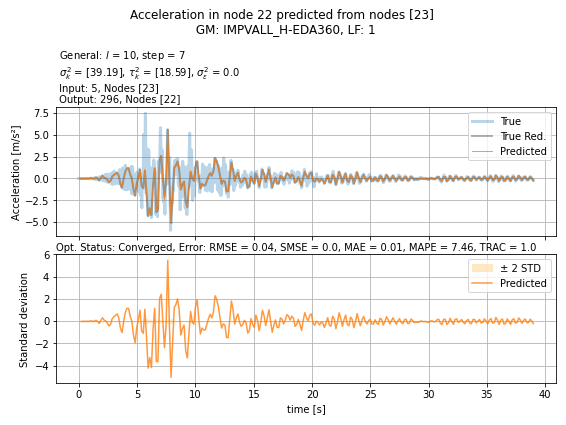 Acceleration in node 22 predicted from nodes [23]
GM: IMPVALL_H-EDA360, LF: 1
General: l = 10, step = 7
σ²ₖ = [39.19], τ²ₖ = [18.59], σ²ε = 0.0
Input: 5, Nodes [23]
Output: 296, Nodes [22]
Acceleration [m/s²]
7.5
5.0
2.5
0.0
−2.5
−5.0
True
True Red.
Predicted
Opt. Status: Converged, Error: RMSE = 0.04, SMSE = 0.0, MAE = 0.01, MAPE = 7.46, TRAC = 1.0
Standard deviation
6
4
2
0
−2
−4
± 2 STD
Predicted
0 5 10 15 20 25 30 35 40
time [s]